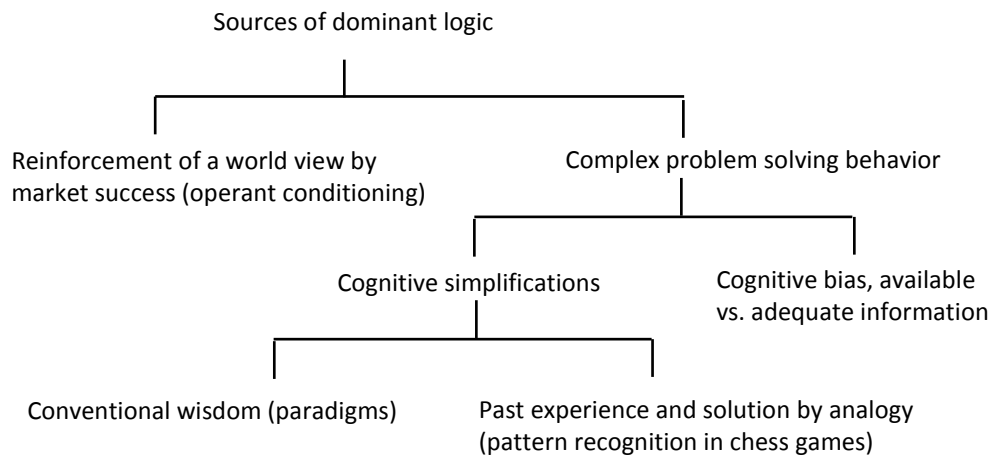 Sources of dominant logic
Reinforcement of a world view by
market success (operant conditioning)
Complex problem solving behavior
Cognitive simplifications
Cognitive bias, available
vs. adequate information
Conventional wisdom (paradigms)
Past experience and solution by analogy
(pattern recognition in chess games)